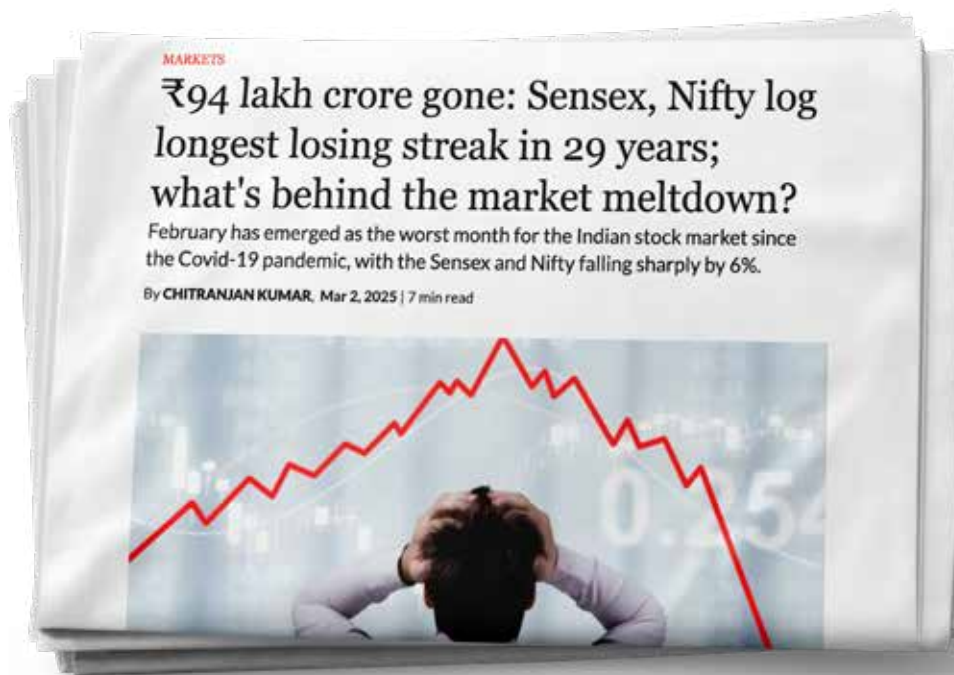 MARKETS
₹94 lakh crore gone: Sensex, Nifty log
longest losing streak in 29 years;
what's behind the market meltdown?
February has emerged as the worst month for the Indian stock market since
the Covid-19 pandemic, with the Sensex and Nifty falling sharply by 6%.
By CHITRANJAN KUMAR, Mar 2, 2025 | 7 min read
0.254